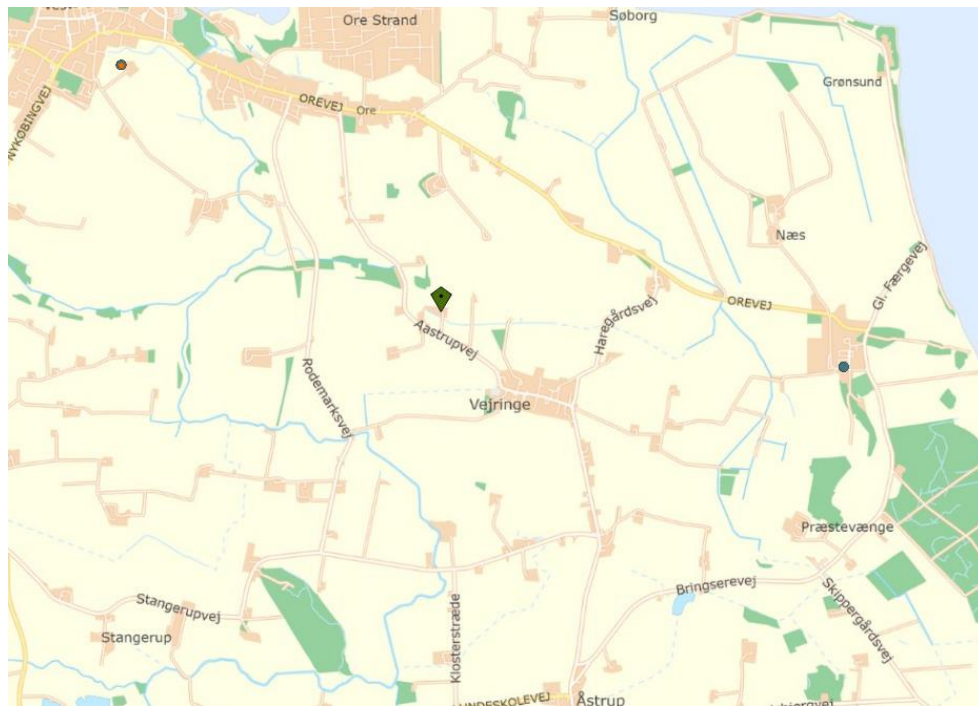 Ore Strand
Søborg
Grønsund
NYKØBINGVEJ
OREVEJ
Ore
Næs
Gl. Færgevej
OREVEJ
Haregårdsvej
Aastrupvej
Rodemarksvej
Vejringe
Præstevænge
Bringserevej
Skippergårdsvej
Stangerupvej
Klosterstræde
Stangerup
Åstrup